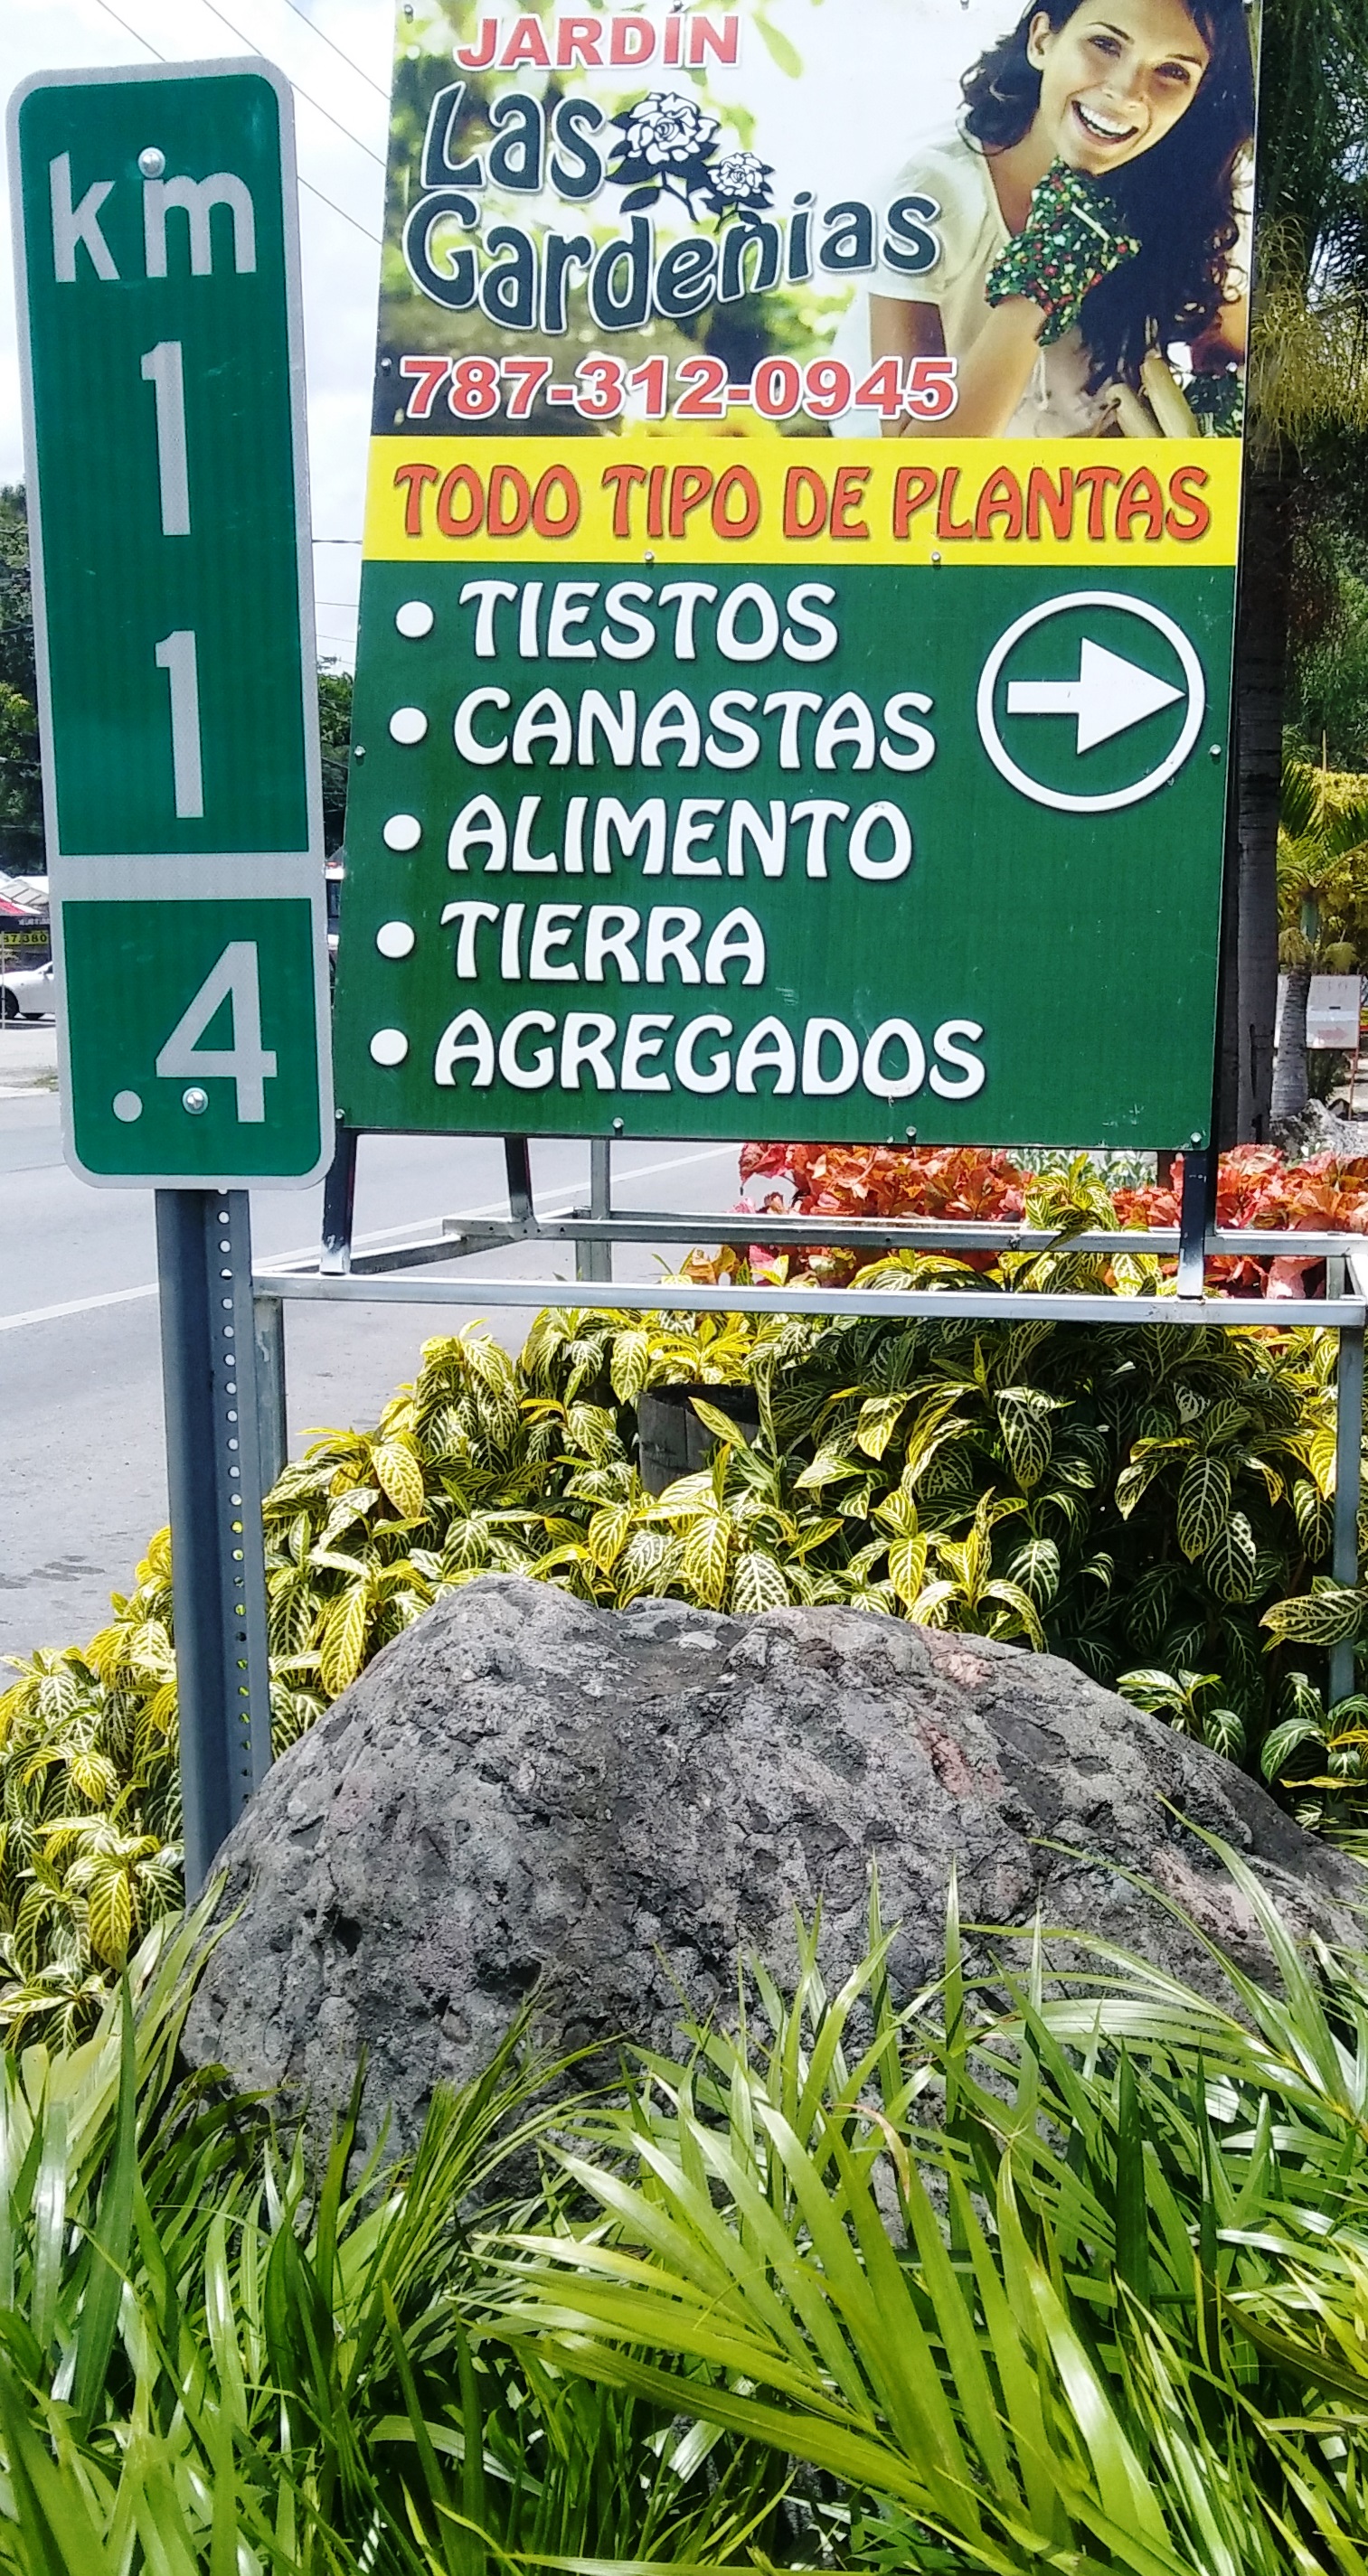 km
1
1
.4
JARDÍN
Las
Gardenias
787-312-0945
TODO TIPO DE PLANTAS
• TIESTOS
• CANASTAS
• ALIMENTO
• TIERRA
• AGREGADOS